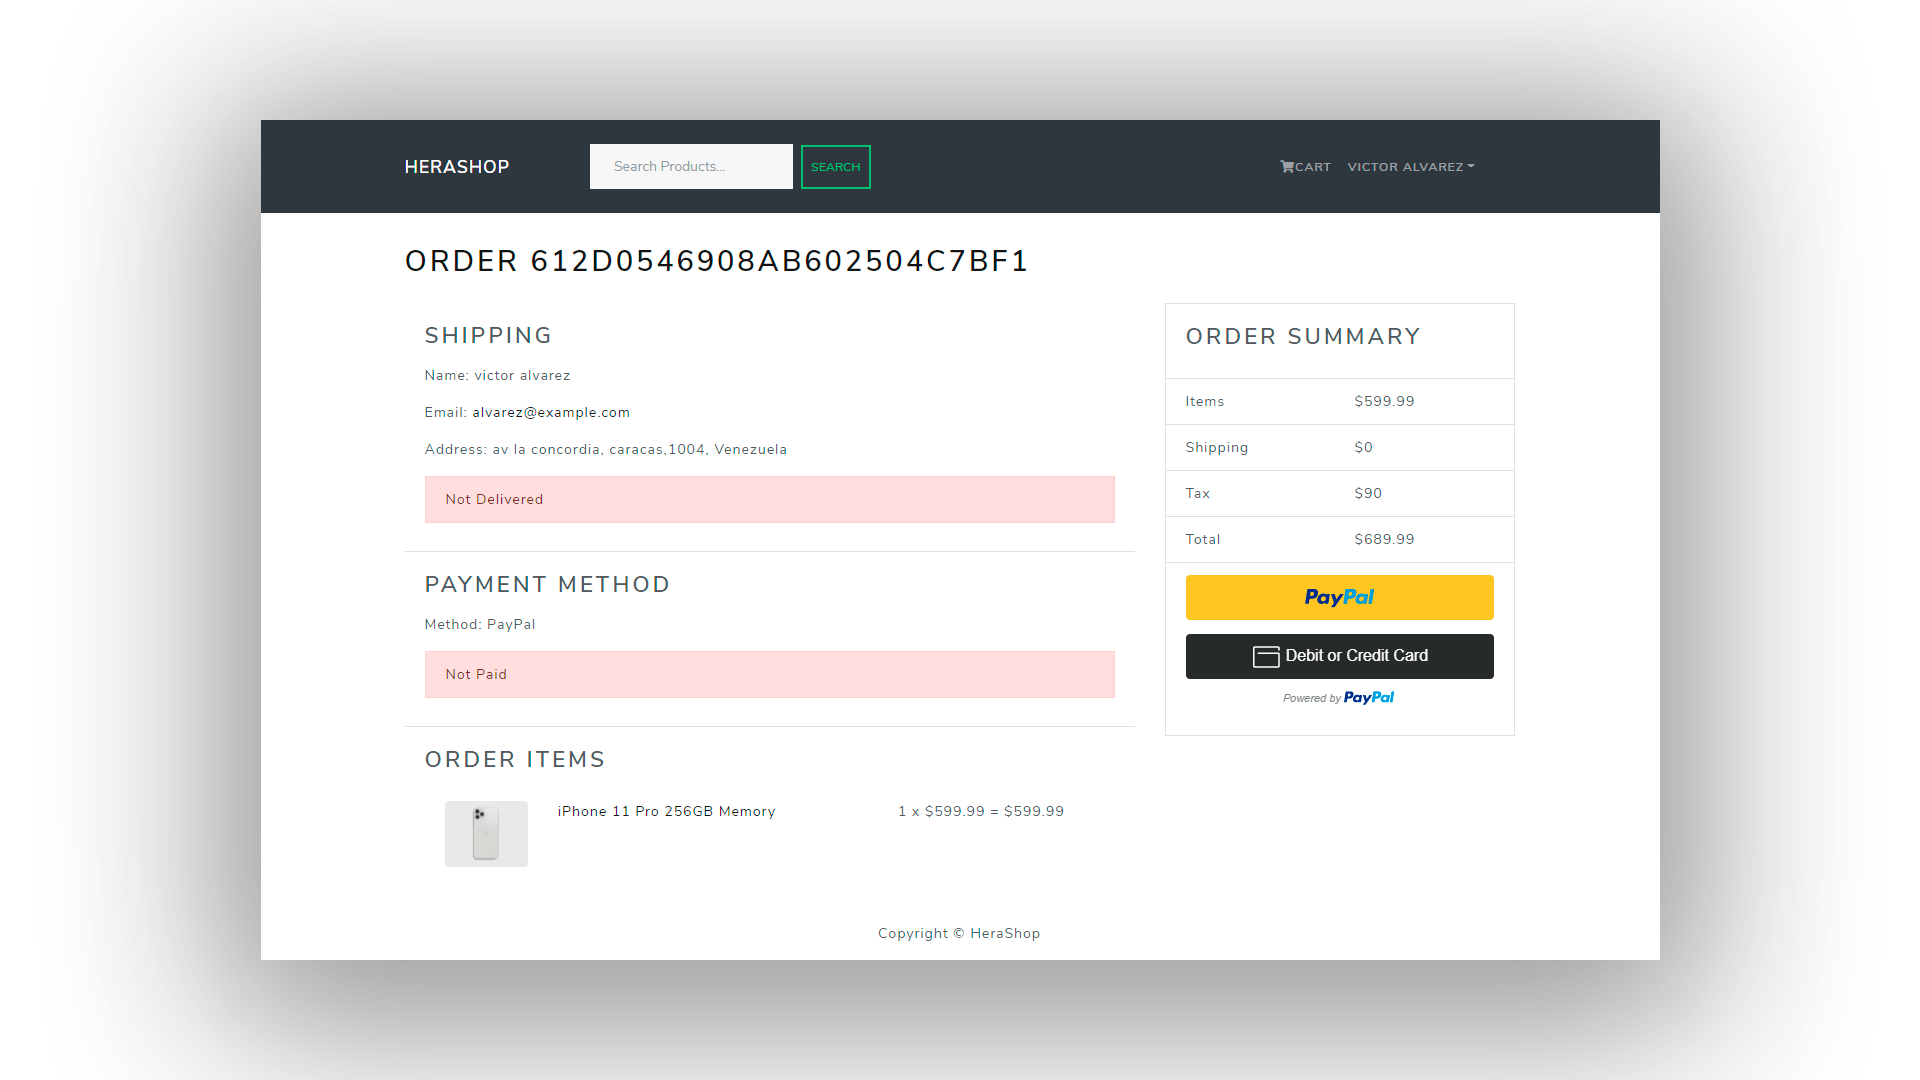 HERASHOP
Search Products...
SEARCH
CART
VICTOR ALVAREZ
ORDER 612D0546908AB602504C7BF1
SHIPPING
Name: victor alvarez
Email: alvarez@example.com
Address: av la concordia, caracas,1004, Venezuela
Not Delivered
PAYMENT METHOD
Method: PayPal
Not Paid
ORDER ITEMS
iPhone 11 Pro 256GB Memory
1 x $599.99 = $599.99
ORDER SUMMARY
Items $599.99
Shipping $0
Tax $90
Total $689.99
PayPal
Debit or Credit Card
Powered by PayPal
Copyright © HeraShop